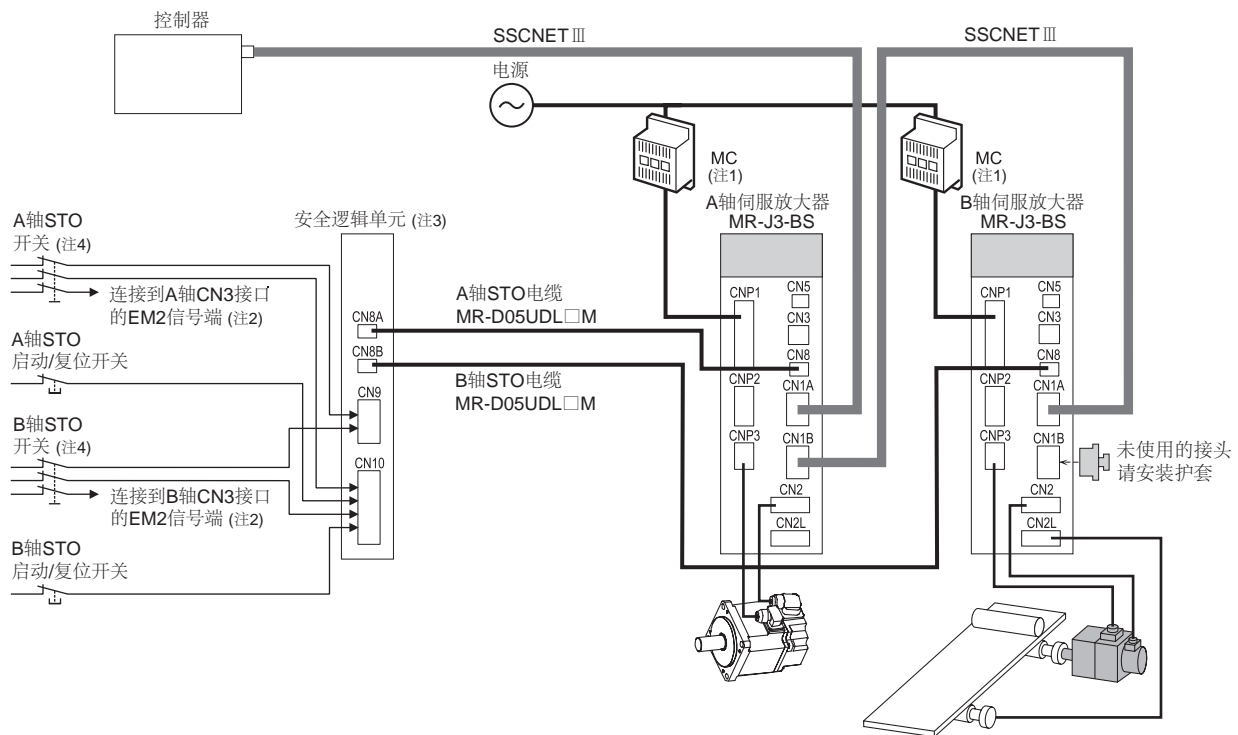 控制器
SSCNETⅢ
SSCNETⅢ
电源
MC
(注1)
MC
(注1)
A轴伺服放大器
MR-J3-BS
B轴伺服放大器
MR-J3-BS
安全逻辑单元 (注3)
A轴STO
开关 (注4)
连接到A轴CN3接口
的EM2信号端 (注2)
A轴STO
启动/复位开关
B轴STO
开关 (注4)
连接到B轴CN3接口
的EM2信号端 (注2)
B轴STO
启动/复位开关
CN8A
CN8B
CN9
CN10
A轴STO电缆
MR-D05UDL□M
B轴STO电缆
MR-D05UDL□M
CNP1
CN5
CN3
CN8
CNP2
CN1A
CNP3
CN1B
CN2
CN2L
CNP1
CN5
CN3
CN8
CNP2
CN1A
CNP3
CN1B
CN2
CN2L
未使用的接头
请安装护套